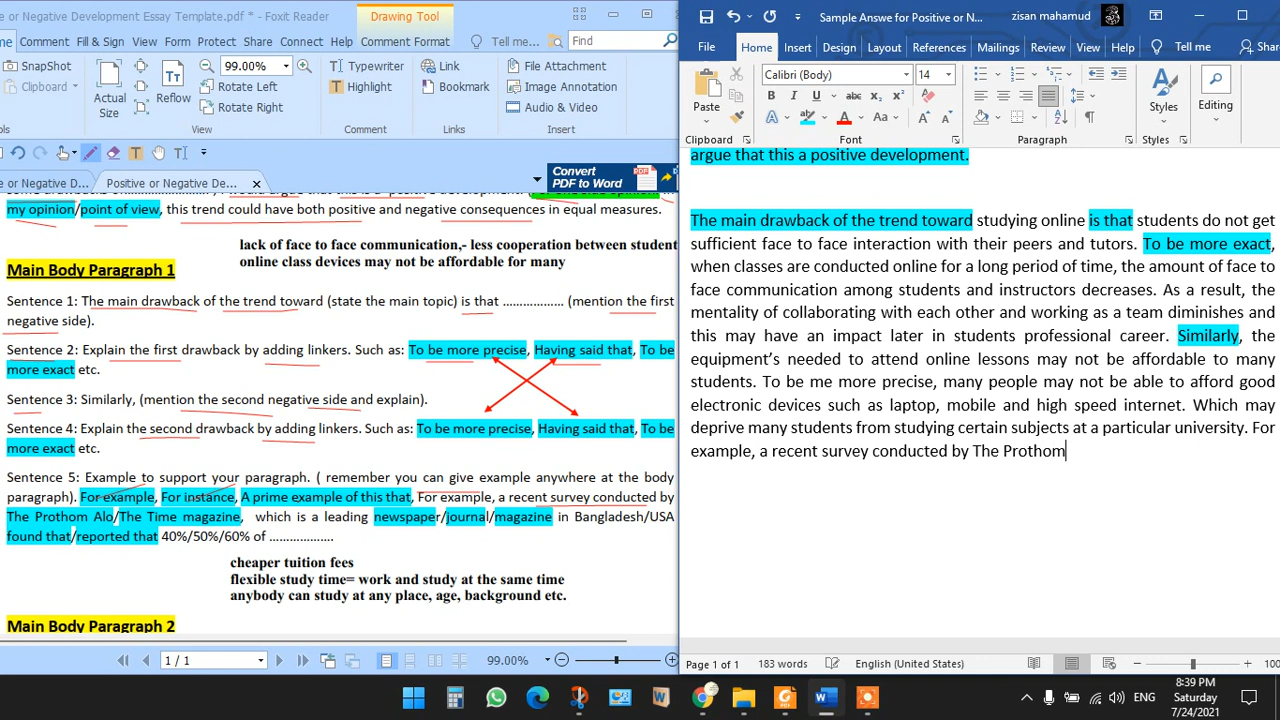 e or Negative Development Essay Template.pdf * - Foxit Reader
Drawing Tool
Comment Fill & Sign View Form Protect Share Connect Help
Comment Format
Tell me...
Find
SnapShot
Clipboard
Actual Size
Reflow
99.00%
Rotate Left
Rotate Right
View
Typewriter
Highlight
Comment
Link
Bookmark
Links
File Attachment
Image Annotation
Audio & Video
Insert
Convert PDF to Word
e or Negative D...
Positive or Negative De...
my opinion/point of view, this trend could have both positive and negative consequences in equal measures.
lack of face to face communication,- less cooperation between student
online class devices may not be affordable for many
Main Body Paragraph 1
Sentence 1: The main drawback of the trend toward (state the main topic) is that ……………… (mention the first
negative side).
Sentence 2: Explain the first drawback by adding linkers. Such as: To be more precise, Having said that, To be
more exact etc.
Sentence 3: Similarly, (mention the second negative side and explain).
Sentence 4: Explain the second drawback by adding linkers. Such as: To be more precise, Having said that, To be
more exact etc.
Sentence 5: Example to support your paragraph. ( remember you can give example anywhere at the body
paragraph). For example, For instance, A prime example of this that, For example, a recent survey conducted by
The Prothom Alo/The Time magazine, which is a leading newspaper/journal/magazine in Bangladesh/USA
found that/reported that 40%/50%/60% of ………………
cheaper tuition fees
flexible study time= work and study at the same time
anybody can study at any place, age, background etc.
Main Body Paragraph 2
1 / 1
99.00%
Sample Answe for Positive or N...
zisan mahamud
File Home Insert Design Layout References Mailings Review View Help Tell me Shar
Paste
Clipboard
Calibri (Body) 14
Font
Paragraph
Styles
Styles
Editing
argue that this a positive development.
The main drawback of the trend toward studying online is that students do not get
sufficient face to face interaction with their peers and tutors. To be more exact,
when classes are conducted online for a long period of time, the amount of face to
face communication among students and instructors decreases. As a result, the
mentality of collaborating with each other and working as a team diminishes and
this may have an impact later in students professional career. Similarly, the
equipment's needed to attend online lessons may not be affordable to many
students. To be me more precise, many people may not be able to afford good
electronic devices such as laptop, mobile and high speed internet. Which may
deprive many students from studying certain subjects at a particular university. For
example, a recent survey conducted by The Prothom
Page 1 of 1 183 words English (United States) 100
ENG
8:39 PM
Saturday
7/24/2021